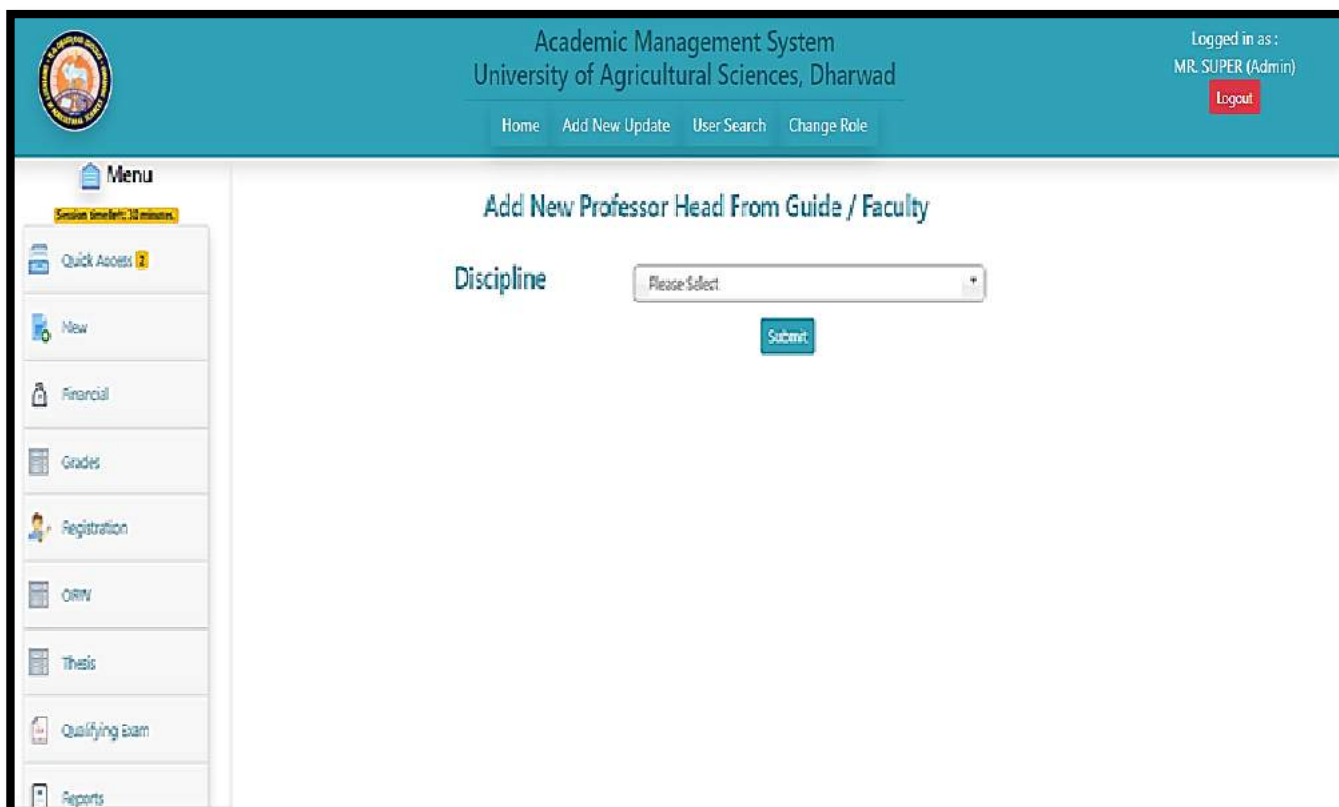 Academic Management System
University of Agricultural Sciences, Dharwad
Home Add New Update User Search Change Role
Logged in as :
MR. SUPER (Admin)
Logout
Menu
Session time left: 30 minutes.
Quick Access 2
New
Financial
Grades
Registration
ORW
Thesis
Qualifying Exam
Reports
Add New Professor Head From Guide / Faculty
Discipline Please Select
Submit